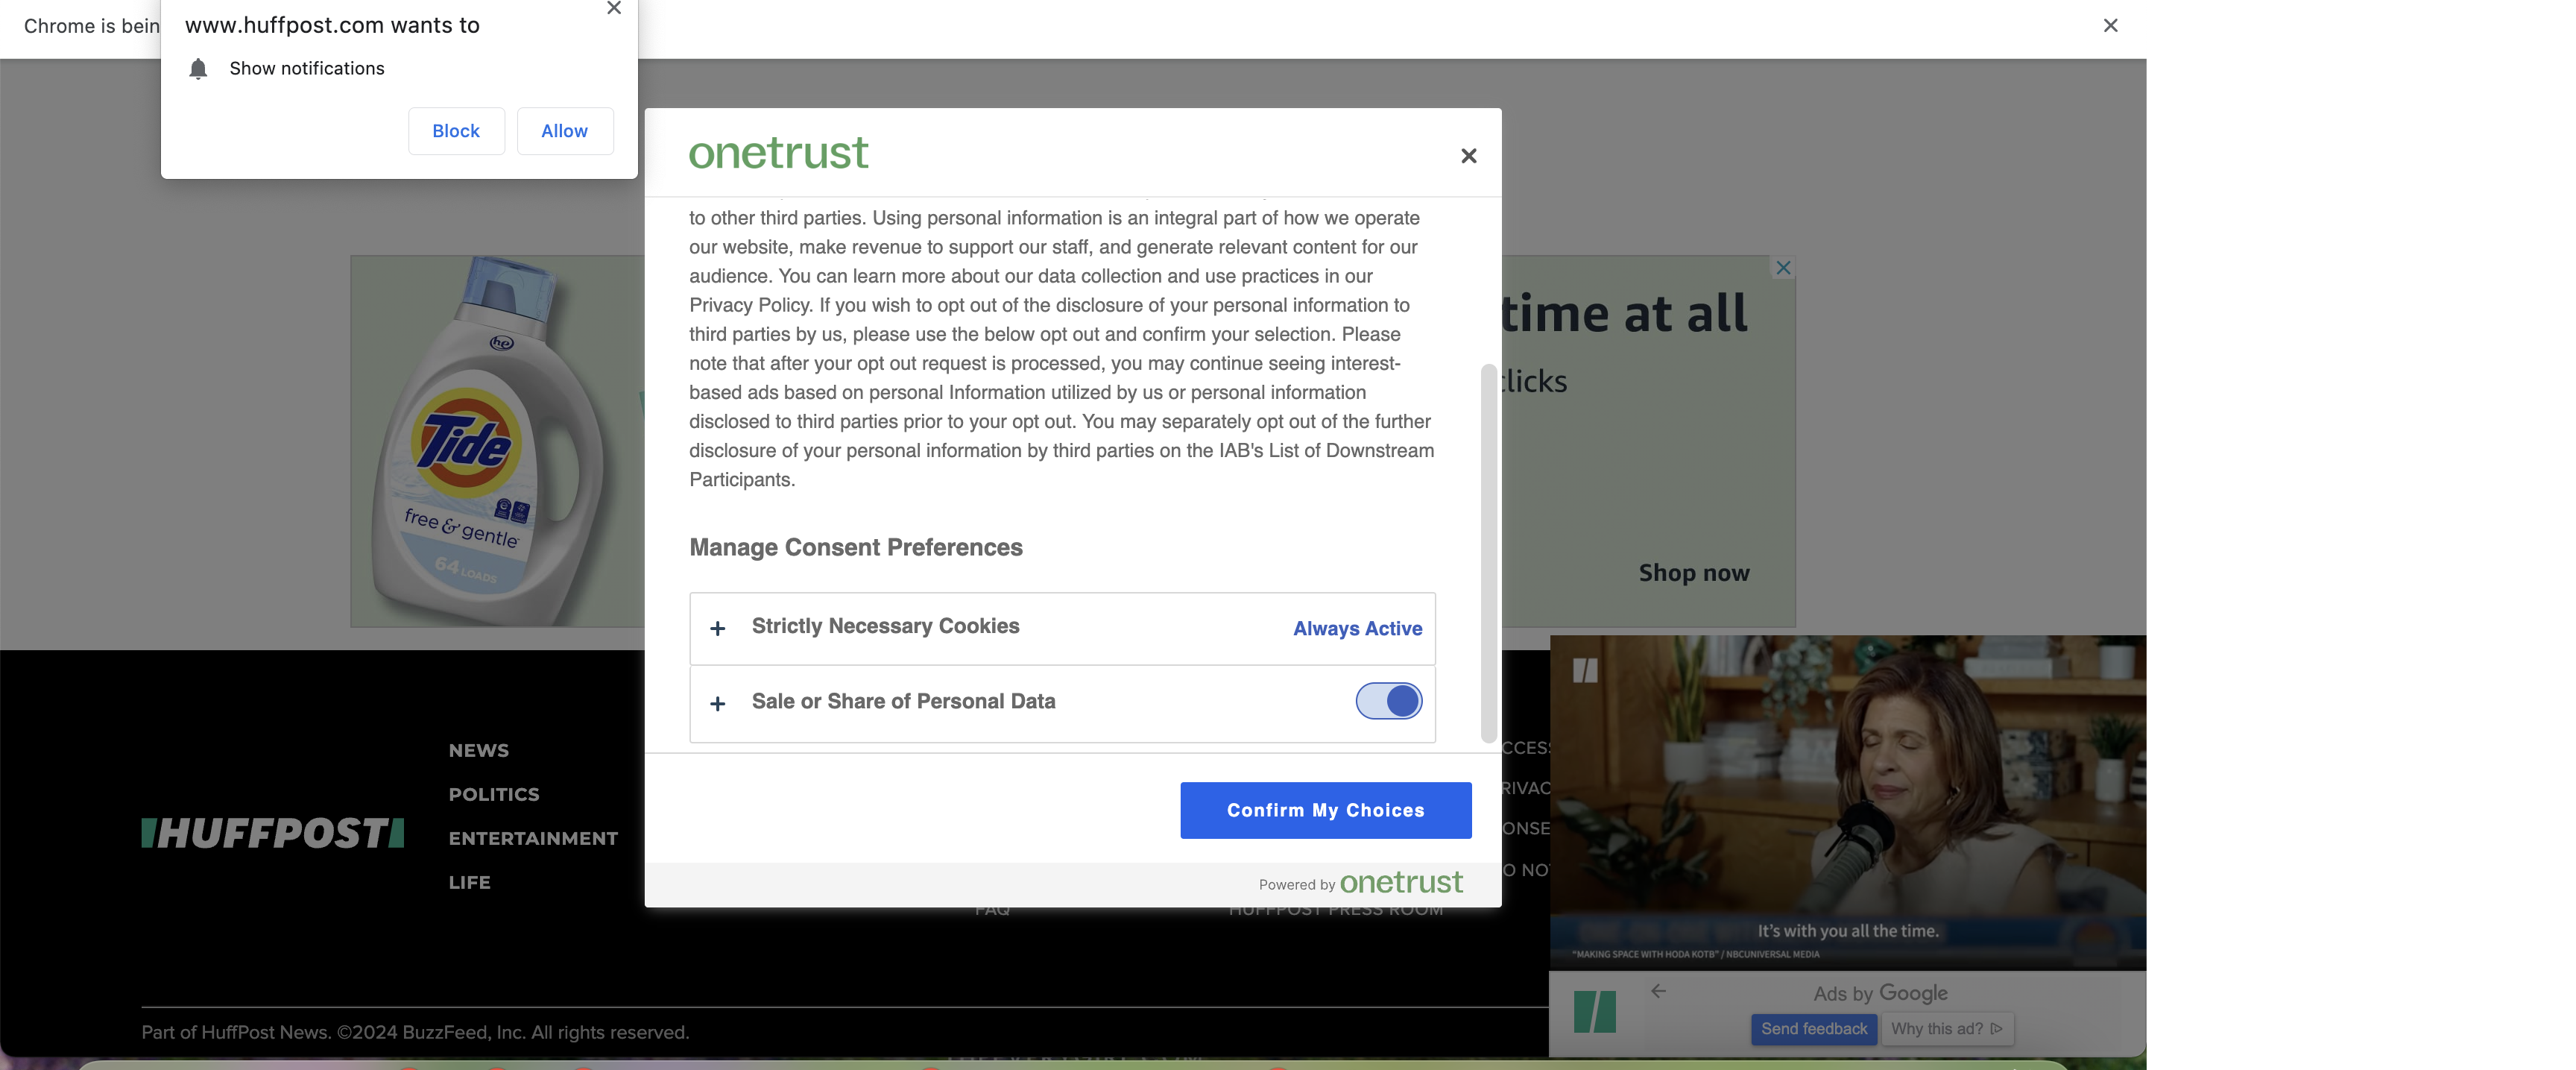 Chrome is bein
www.huffpost.com wants to
Show notifications
Block
Allow
onetrust
to other third parties. Using personal information is an integral part of how we operate
our website, make revenue to support our staff, and generate relevant content for our
audience. You can learn more about our data collection and use practices in our
Privacy Policy. If you wish to opt out of the disclosure of your personal information to
third parties by us, please use the below opt out and confirm your selection. Please
note that after your opt out request is processed, you may continue seeing interest-
based ads based on personal Information utilized by us or personal information
disclosed to third parties prior to your opt out. You may separately opt out of the further
disclosure of your personal information by third parties on the IAB's List of Downstream
Participants.
Manage Consent Preferences
Strictly Necessary Cookies
Always Active
Sale or Share of Personal Data
Confirm My Choices
Powered by onetrust
he
Tide
free & gentle
64 LOADS
time at all
clicks
Shop now
HUFFPOST
NEWS
POLITICS
ENTERTAINMENT
LIFE
FAQ
HUFFPOST PRESS ROOM
CCESS
RIVAC
ONSE
O NO
It's with you all the time.
"MAKING SPACE WITH HODA KOTB" / NBCUNIVERSAL MEDIA
Ads by Google
Send feedback
Why this ad?
Part of HuffPost News. ©2024 BuzzFeed, Inc. All rights reserved.